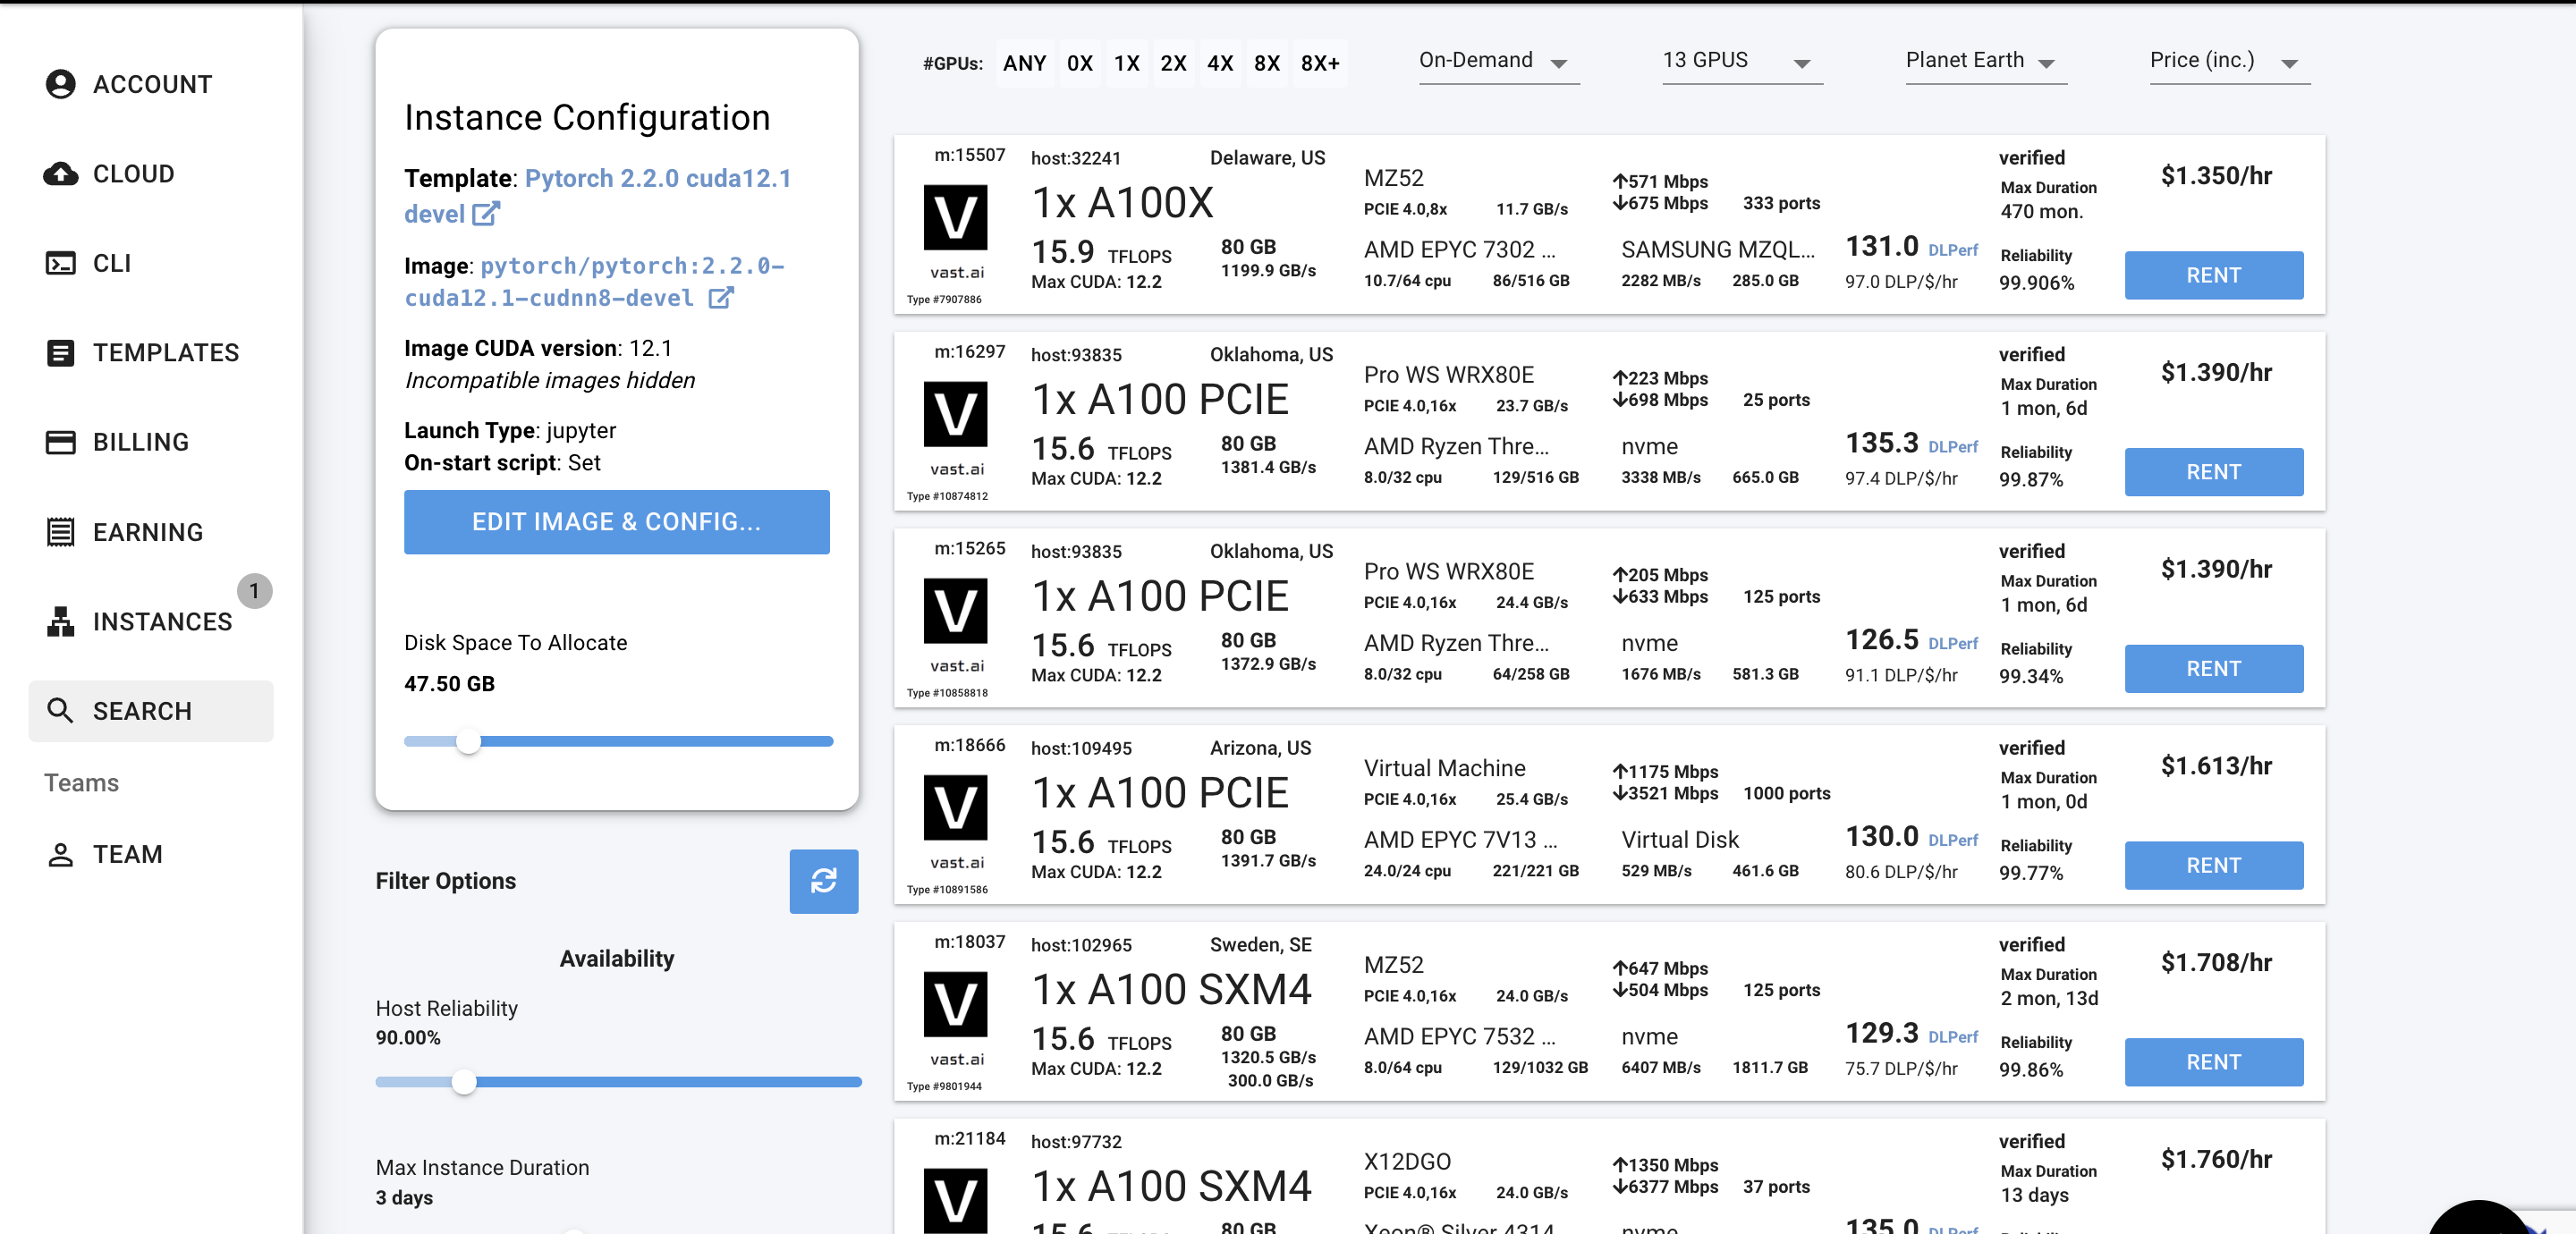 ACCOUNT
CLOUD
CLI
TEMPLATES
BILLING
EARNING
1
INSTANCES
SEARCH
Teams
TEAM
Instance Configuration
Template: Pytorch 2.2.0 cuda12.1
devel
Image: pytorch/pytorch:2.2.0-
cuda12.1-cudnn8-devel
Image CUDA version: 12.1
Incompatible images hidden
Launch Type: jupyter
On-start script: Set
EDIT IMAGE & CONFIG...
Disk Space To Allocate
47.50 GB
Filter Options
Availability
Host Reliability
90.00%
Max Instance Duration
3 days
#GPUs: ANY 0X 1X 2X 4X 8X 8X+ On-Demand 13 GPUS Planet Earth Price (inc.)
m:15507 host:32241 Delaware, US
V
vast.ai
Type #7907886
1x A100X
15.9 TFLOPS 80 GB
Max CUDA: 12.2 1199.9 GB/s
MZ52
PCIE 4.0,8x 11.7 GB/s
AMD EPYC 7302 ...
10.7/64 cpu 86/516 GB
↑571 Mbps
↓675 Mbps 333 ports
SAMSUNG MZQL...
2282 MB/s 285.0 GB
131.0 DLPerf
97.0 DLP/$/hr
verified
Max Duration
470 mon.
Reliability
99.906%
$1.350/hr
RENT
m:16297 host:93835 Oklahoma, US
V
vast.ai
Type #10874812
1x A100 PCIE
15.6 TFLOPS 80 GB
Max CUDA: 12.2 1381.4 GB/s
Pro WS WRX80E
PCIE 4.0,16x 23.7 GB/s
AMD Ryzen Thre...
8.0/32 cpu 129/516 GB
↑223 Mbps
↓698 Mbps 25 ports
nvme
3338 MB/s 665.0 GB
135.3 DLPerf
97.4 DLP/$/hr
verified
Max Duration
1 mon, 6d
Reliability
99.87%
$1.390/hr
RENT
m:15265 host:93835 Oklahoma, US
V
vast.ai
Type #10858818
1x A100 PCIE
15.6 TFLOPS 80 GB
Max CUDA: 12.2 1372.9 GB/s
Pro WS WRX80E
PCIE 4.0,16x 24.4 GB/s
AMD Ryzen Thre...
8.0/32 cpu 64/258 GB
↑205 Mbps
↓633 Mbps 125 ports
nvme
1676 MB/s 581.3 GB
126.5 DLPerf
91.1 DLP/$/hr
verified
Max Duration
1 mon, 6d
Reliability
99.34%
$1.390/hr
RENT
m:18666 host:109495 Arizona, US
V
vast.ai
Type #10891586
1x A100 PCIE
15.6 TFLOPS 80 GB
Max CUDA: 12.2 1391.7 GB/s
Virtual Machine
PCIE 4.0,16x 25.4 GB/s
AMD EPYC 7V13 ...
24.0/24 cpu 221/221 GB
↑1175 Mbps
↓3521 Mbps 1000 ports
Virtual Disk
529 MB/s 461.6 GB
130.0 DLPerf
80.6 DLP/$/hr
verified
Max Duration
1 mon, 0d
Reliability
99.77%
$1.613/hr
RENT
m:18037 host:102965 Sweden, SE
V
vast.ai
Type #9801944
1x A100 SXM4
15.6 TFLOPS 80 GB
Max CUDA: 12.2 1320.5 GB/s
300.0 GB/s
MZ52
PCIE 4.0,16x 24.0 GB/s
AMD EPYC 7532 ...
8.0/64 cpu 129/1032 GB
↑647 Mbps
↓504 Mbps 125 ports
nvme
6407 MB/s 1811.7 GB
129.3 DLPerf
75.7 DLP/$/hr
verified
Max Duration
2 mon, 13d
Reliability
99.86%
$1.708/hr
RENT
m:21184 host:97732
V
1x A100 SXM4
15.6 TFLOPS 80 GB
X12DGO
PCIE 4.0,16x 24.0 GB/s
Xeon® Silver 4314
↑1350 Mbps
↓6377 Mbps 37 ports
nvme
135.0 DLPerf
verified
Max Duration
13 days
$1.760/hr